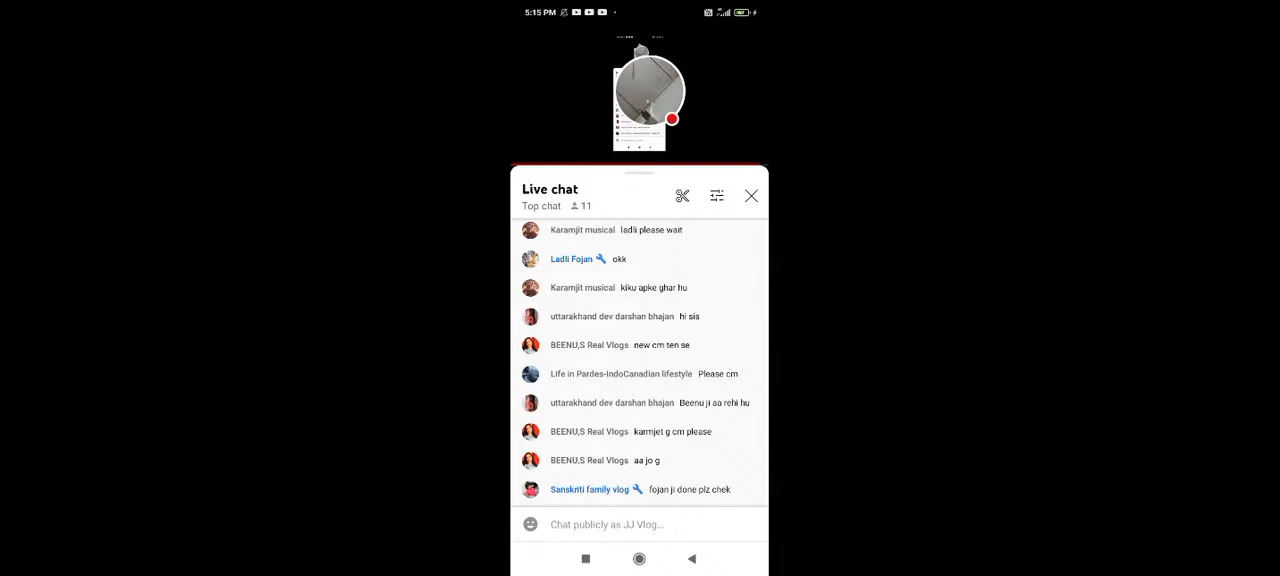 5:15 PM
Live chat
Top chat 11
Karamjit musical ladli please wait
Ladli Fojan okk
Karamjit musical kiku apke ghar hu
uttarakhand dev darshan bhajan hi sis
BEENU,S Real Vlogs new cm ten se
Life in Pardes-IndoCanadian lifestyle Please cm
uttarakhand dev darshan bhajan Beenu ji aa rehi hu
BEENU,S Real Vlogs karmjet g cm please
BEENU,S Real Vlogs aa jo g
Sanskriti family vlog fojan ji done plz chek
Chat publicly as JJ Vlog...